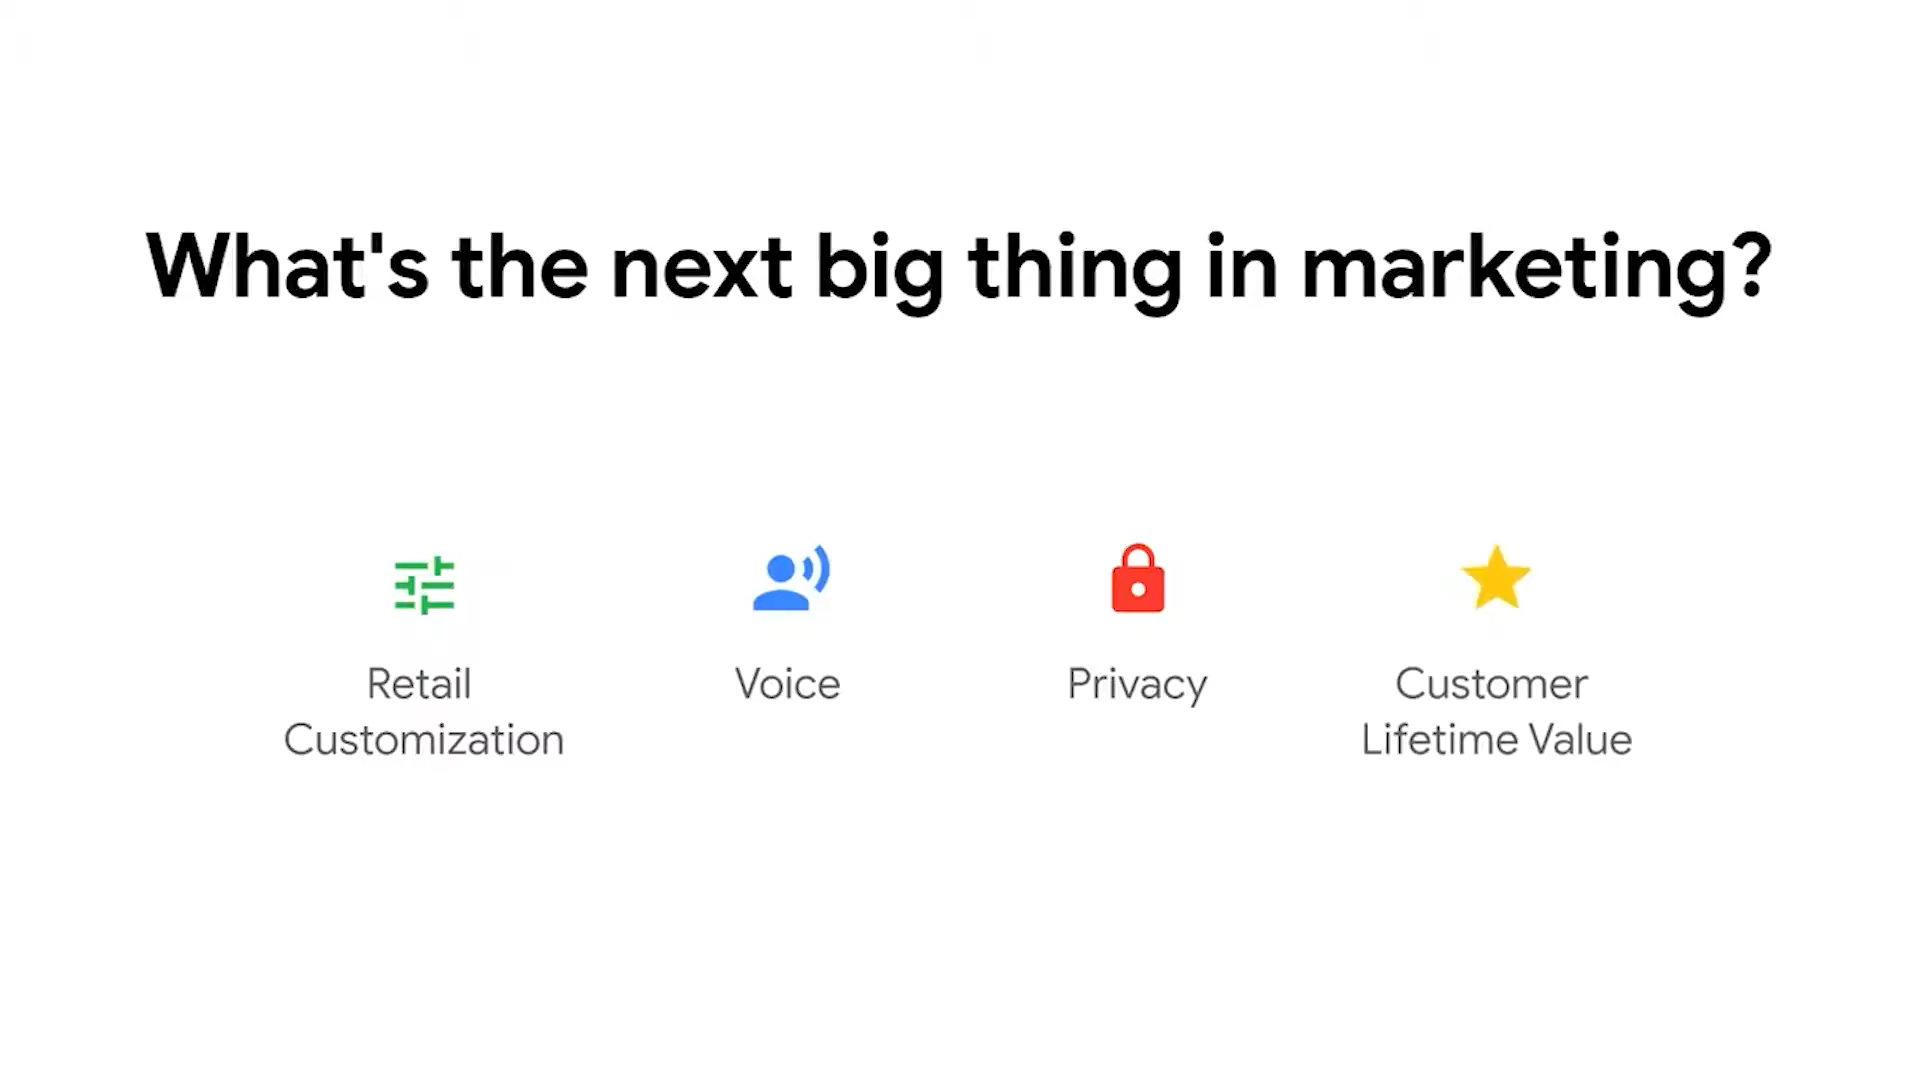 What's the next big thing in marketing?
Retail
Customization
Voice
Privacy
Customer
Lifetime Value